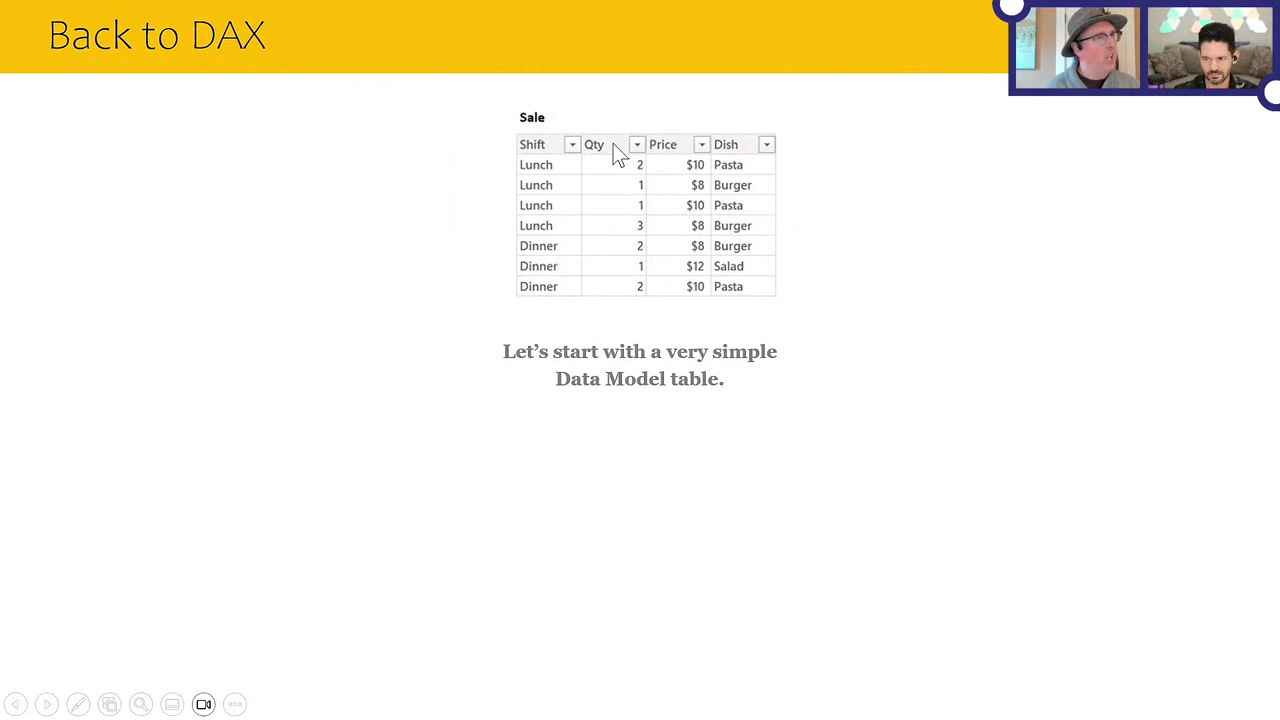 Back to DAX
Sale
Shift Qty Price Dish
Lunch 2 $10 Pasta
Lunch 1 $8 Burger
Lunch 1 $10 Pasta
Lunch 3 $8 Burger
Dinner 2 $8 Burger
Dinner 1 $12 Salad
Dinner 2 $10 Pasta
Let’s start with a very simple
Data Model table.